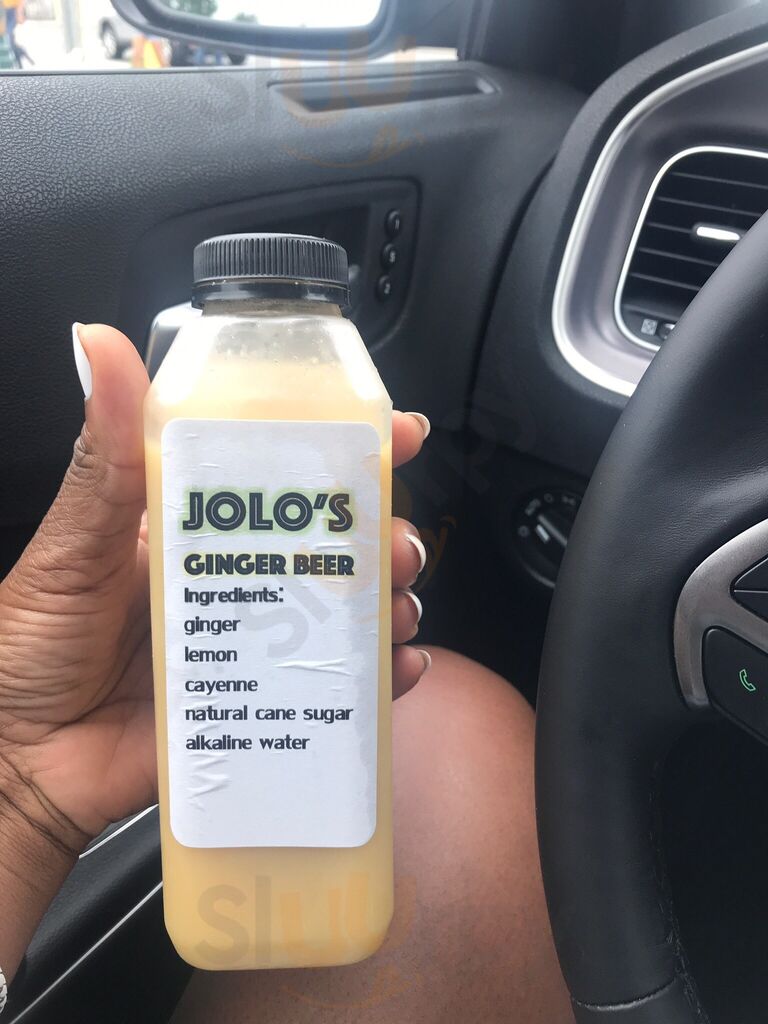 JOLO'S
GINGER BEER
Ingredients:
ginger
lemon
cayenne
natural cane sugar
alkaline water